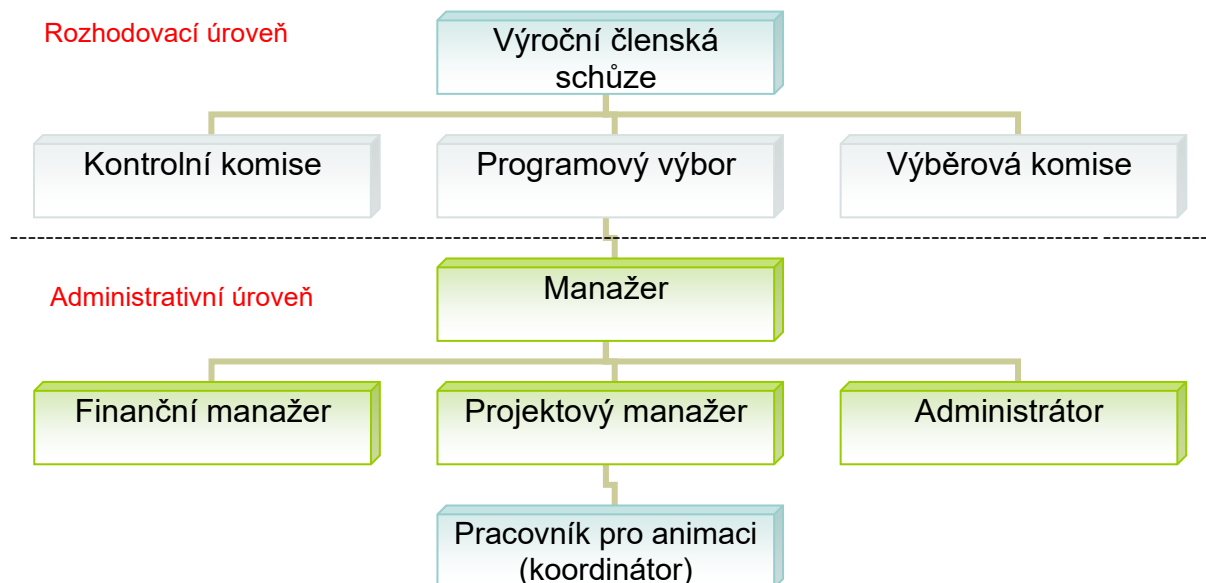 Rozhodovací úroveň
Výroční členská
schůze
Kontrolní komise
Programový výbor
Výběrová komise
Administrativní úroveň
Manažer
Finanční manažer
Projektový manažer
Administrátor
Pracovník pro animaci
(koordinátor)